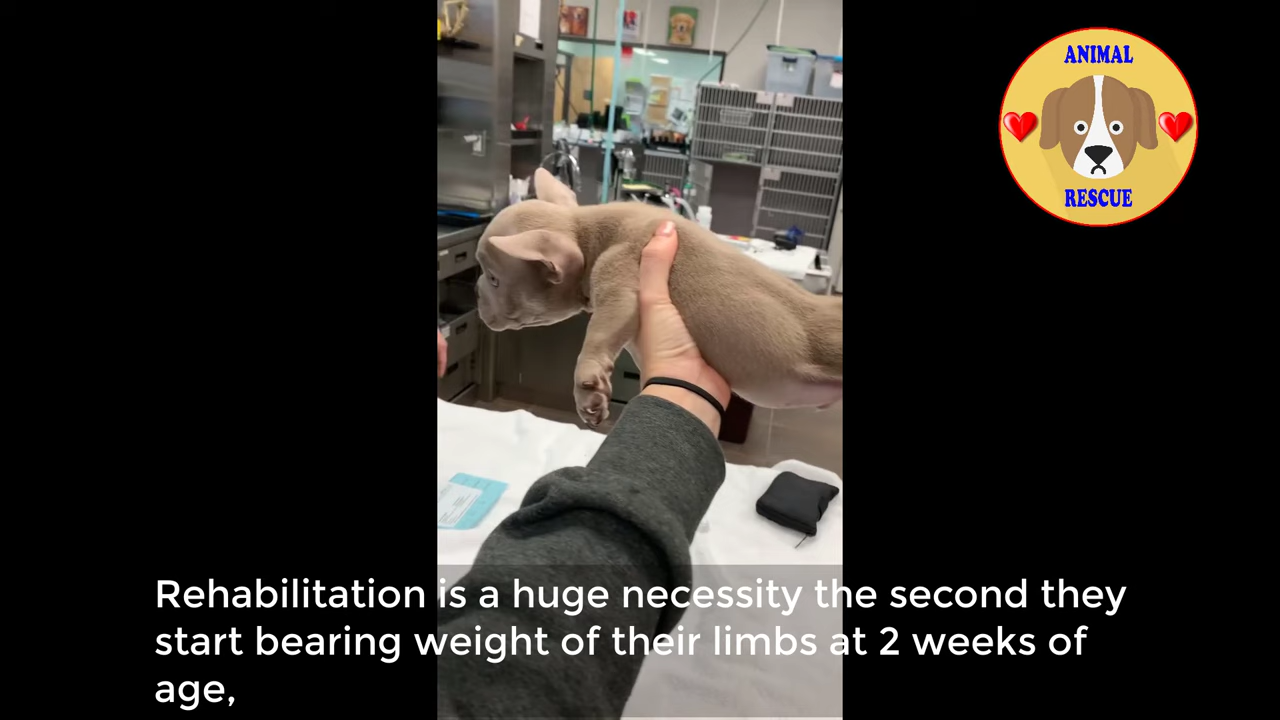 ANIMAL
RESCUE
Rehabilitation is a huge necessity the second they
start bearing weight of their limbs at 2 weeks of
age,